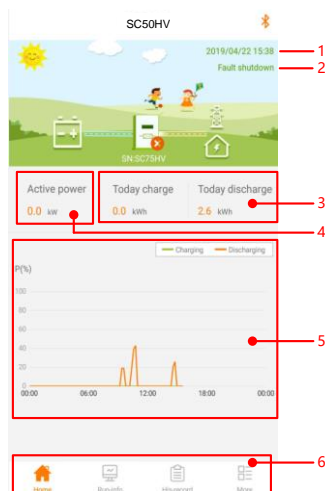 SC50HV
2019/04/22 15:38
1
Fault shutdown
2
SN:SC75HV
Active power
Today charge
Today discharge
0.0 kW
0.0 kWh
2.6 kWh
3
4
Charging
Discharging
P(%)
100
80
60
40
20
0
5
00:00 06:00 12:00 18:00 00:00
6
Home
Run-info
His-record
More